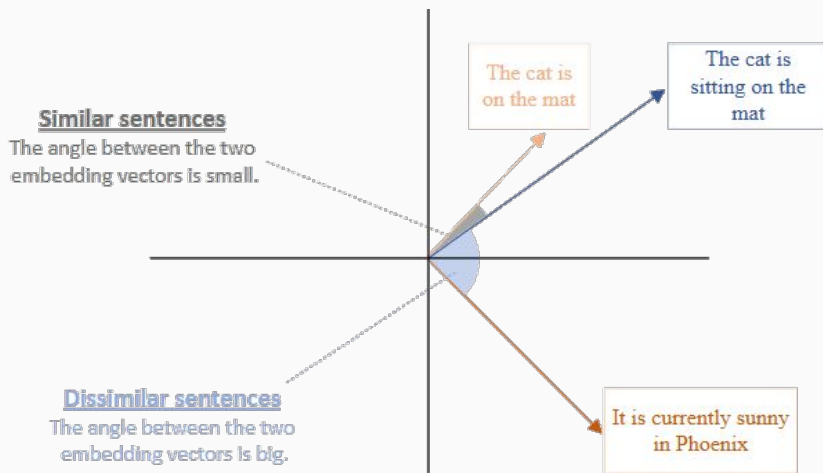 The cat is
on the mat
The cat is
sitting on the
mat
Similar sentences
The angle between the two
embedding vectors is small.
Dissimilar sentences
The angle between the two
embedding vectors is big.
It is currently sunny
in Phoenix